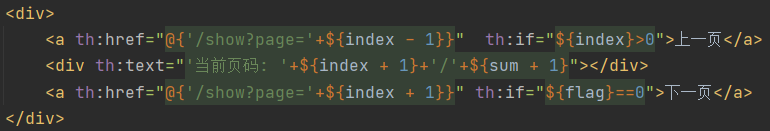 <div>
    <a th:href="@{'/show?page='+${index - 1}}"  th:if="${index}>0">上一页</a>
    <div th:text="'当前页码: '+${index + 1}+'/'+${sum + 1}"></div>
    <a th:href="@{'/show?page='+${index + 1}}" th:if="${flag}==0">下一页</a>
</div>